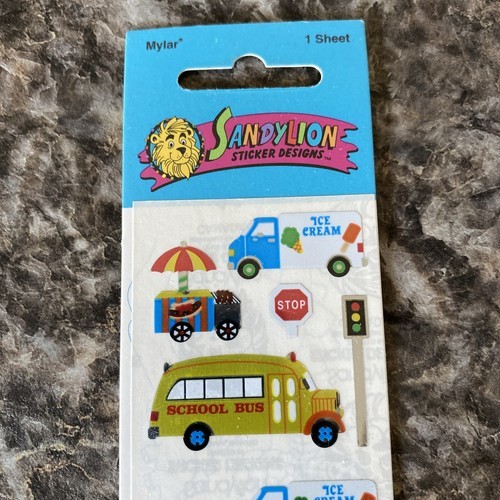 Mylar®
1 Sheet
SANDYLION
STICKER DESIGNS™
ICE
CREAM
STOP
SCHOOL BUS
ICE
CREAM